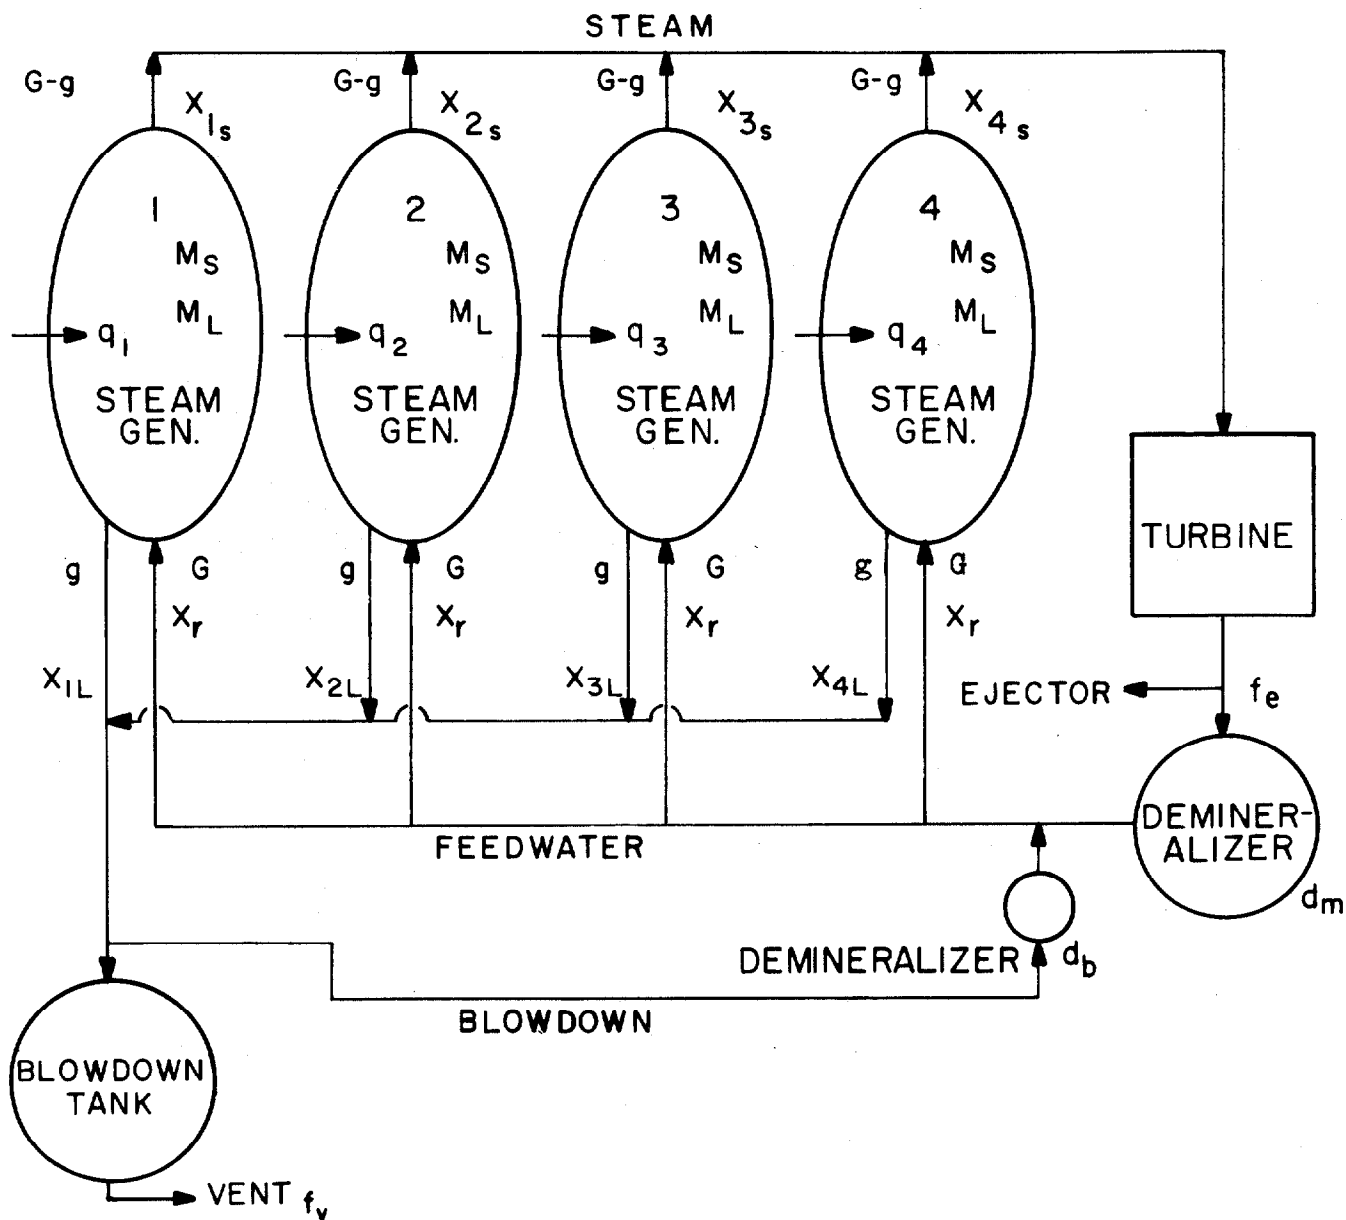 STEAM
G-g
X1s
G-g
X2s
G-g
X3s
G-g
X4s
1
MS
ML
q1
STEAM
GEN.
2
MS
ML
q2
STEAM
GEN.
3
MS
ML
q3
STEAM
GEN.
4
MS
ML
q4
STEAM
GEN.
TURBINE
g
G
Xr
X1L
g
G
Xr
X2L
g
G
Xr
X3L
g
G
Xr
X4L
EJECTOR
fe
DEMINER-
ALIZER
dm
FEEDWATER
DEMINERALIZER
db
BLOWDOWN
BLOWDOWN
TANK
VENT fv